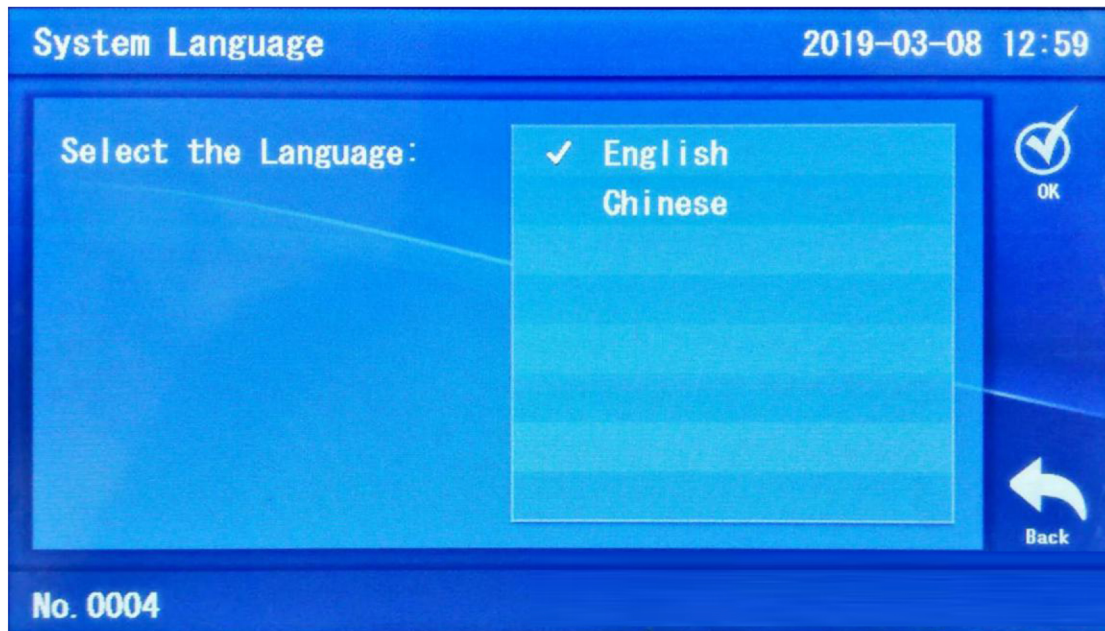 System Language
2019-03-08 12:59
Select the Language:
✓ English
Chinese
OK
Back
No. 0004